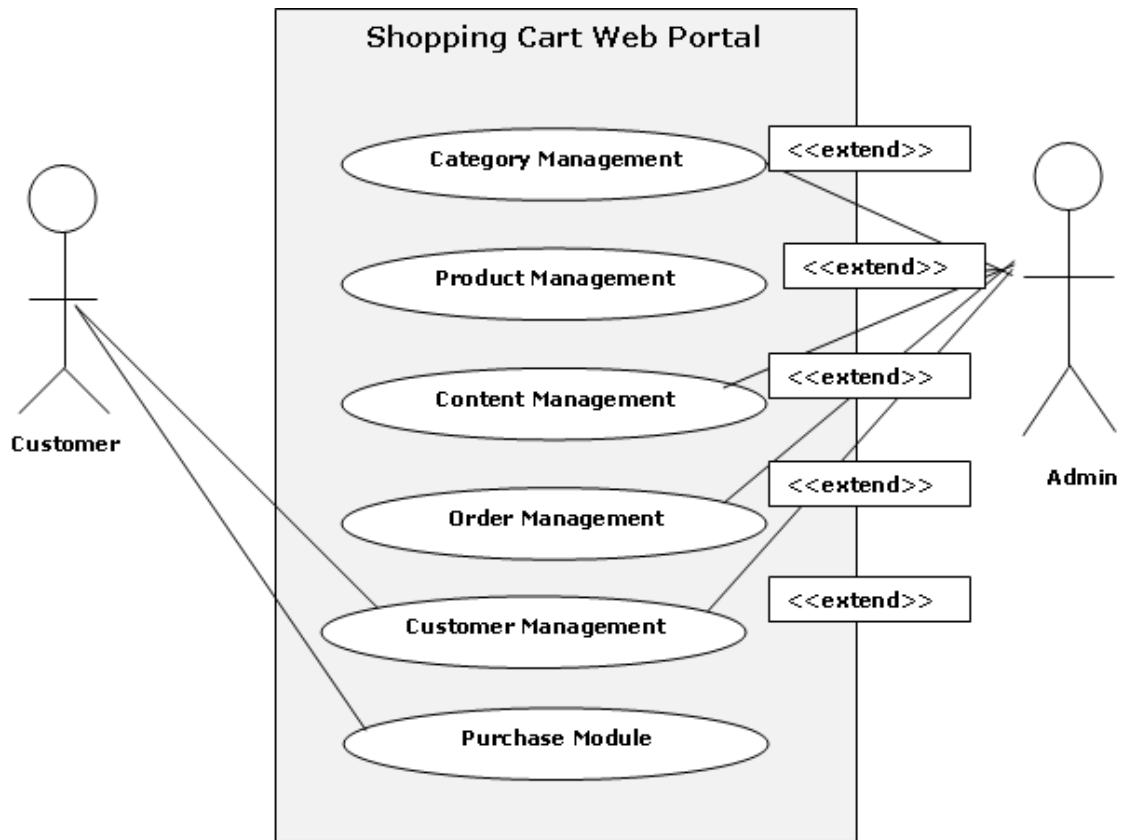 Shopping Cart Web Portal
Category Management
<<extend>>
Product Management
<<extend>>
Content Management
<<extend>>
Customer
Order Management
<<extend>>
Admin
Customer Management
<<extend>>
Purchase Module